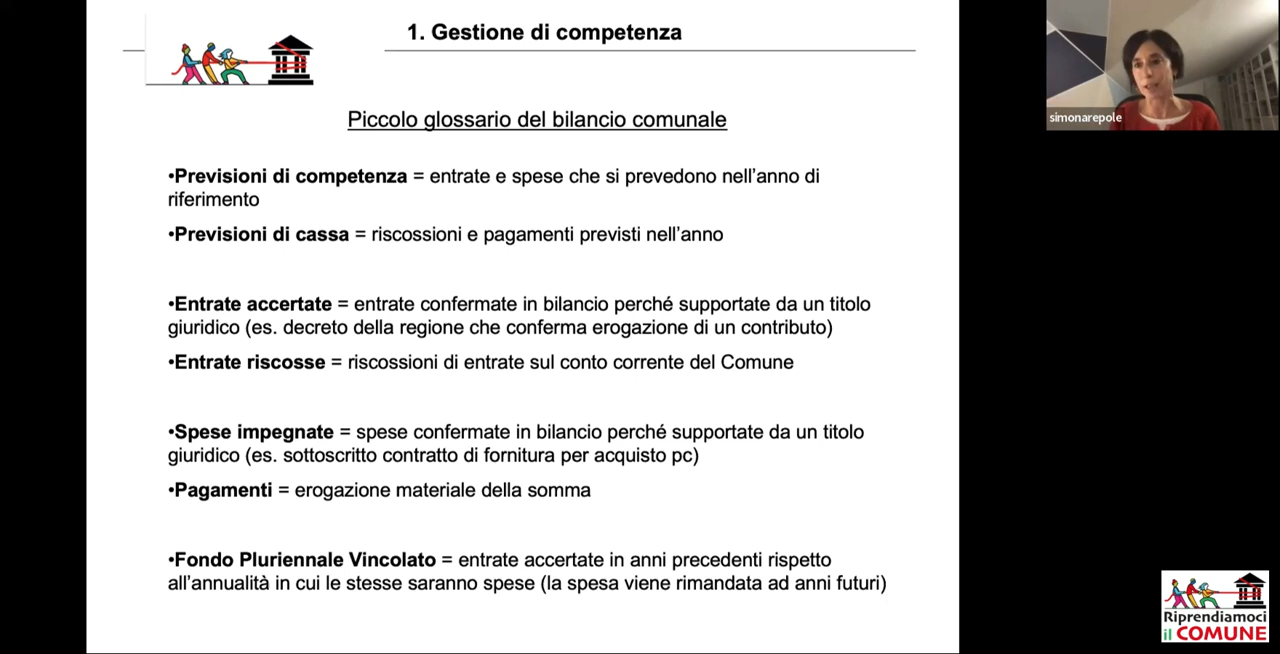 1. Gestione di competenza
Piccolo glossario del bilancio comunale
•Previsioni di competenza = entrate e spese che si prevedono nell'anno di
riferimento
•Previsioni di cassa = riscossioni e pagamenti previsti nell'anno
•Entrate accertate = entrate confermate in bilancio perché supportate da un titolo
giuridico (es. decreto della regione che conferma erogazione di un contributo)
•Entrate riscosse = riscossioni di entrate sul conto corrente del Comune
•Spese impegnate = spese confermate in bilancio perché supportate da un titolo
giuridico (es. sottoscritto contratto di fornitura per acquisto pc)
•Pagamenti = erogazione materiale della somma
•Fondo Pluriennale Vincolato = entrate accertate in anni precedenti rispetto
all'annualità in cui le stesse saranno spese (la spesa viene rimandata ad anni futuri)
simonarepole
Riprendiamoci
il COMUNE